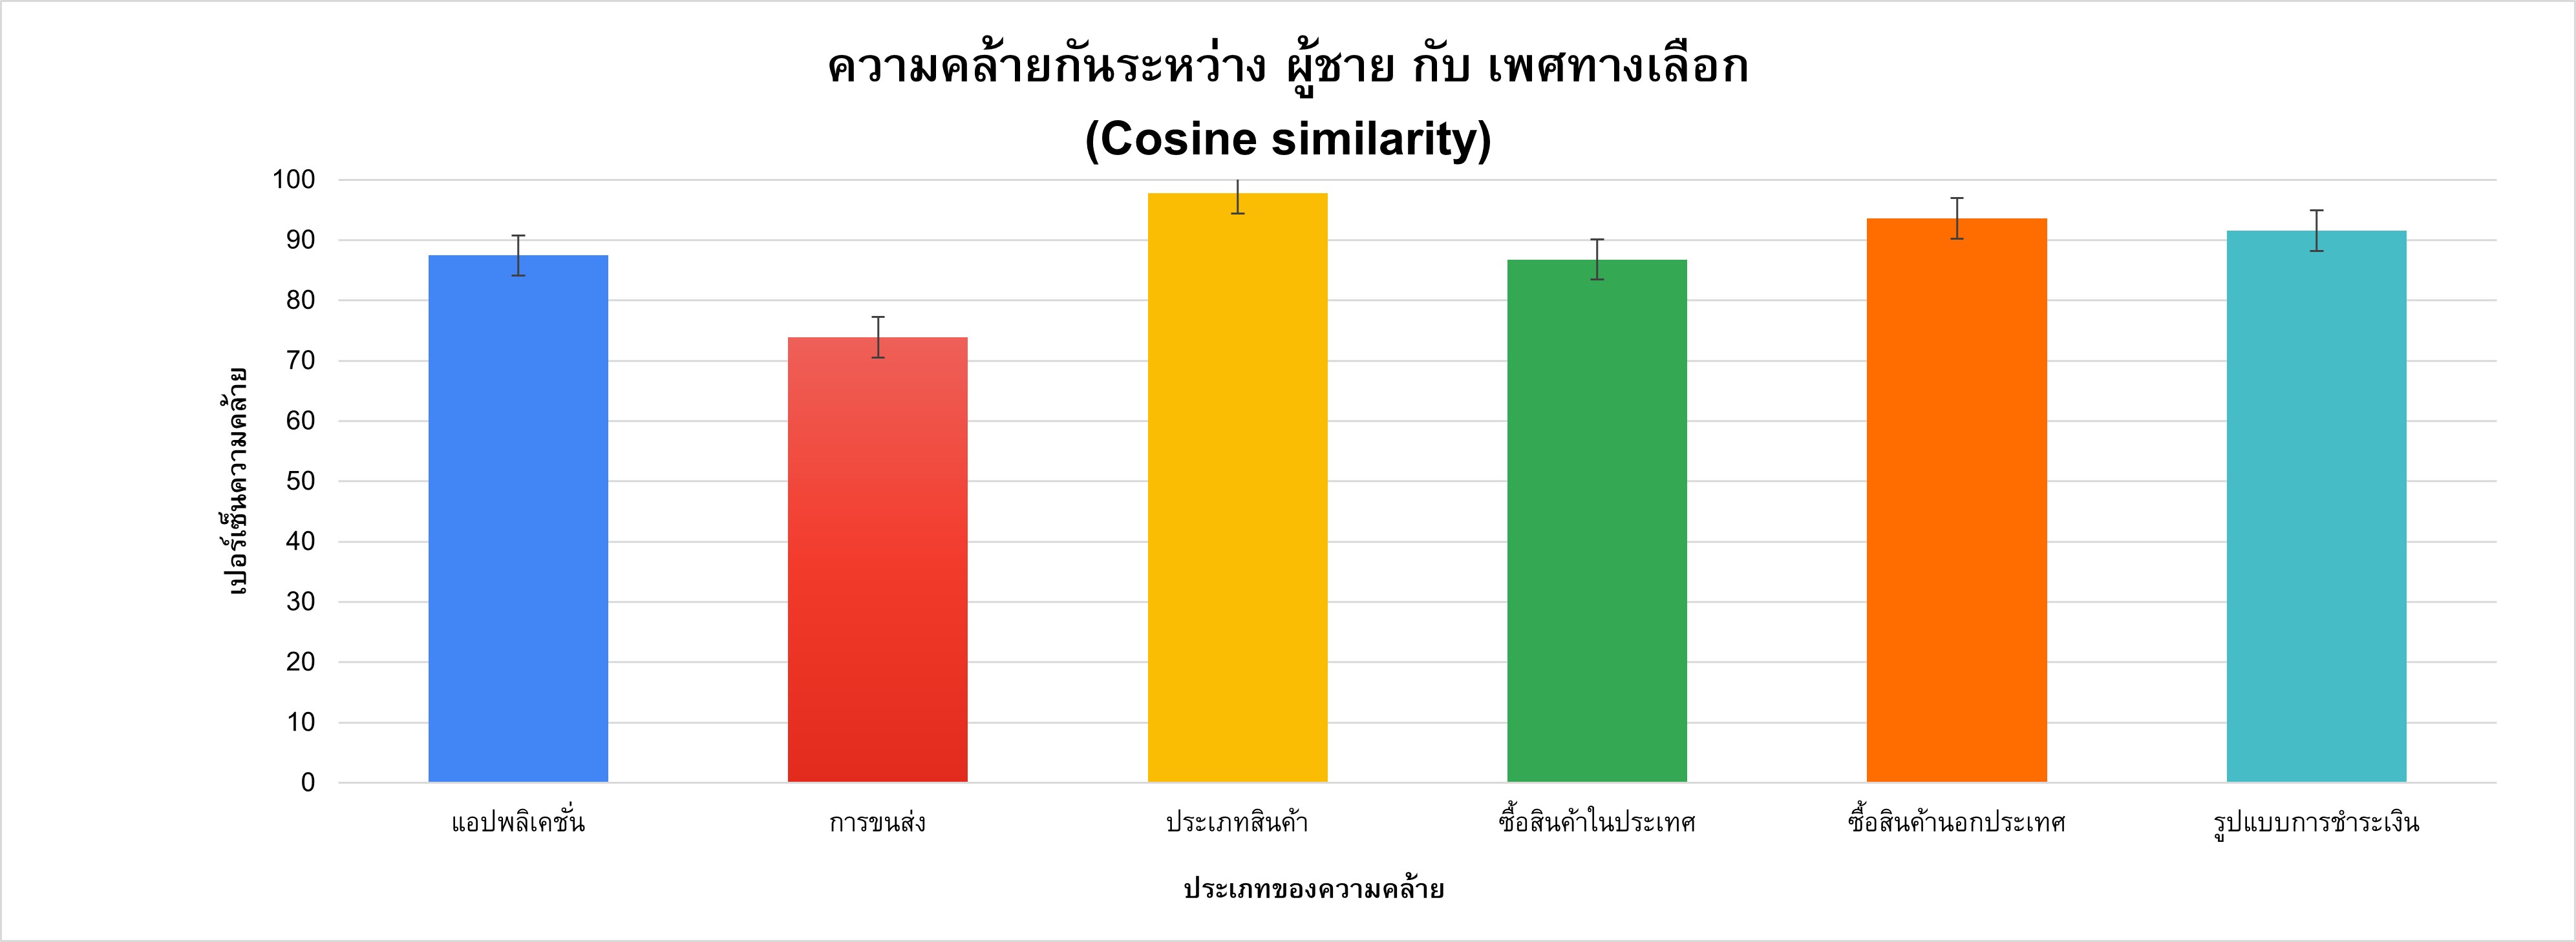 ความคล้ายกันระหว่าง ผู้ชาย กับ เพศทางเลือก
(Cosine similarity)
100
90
80
70
60
50
40
30
20
10
0
เปอร์เซ็นความคล้าย
แอปพลิเคชั่น
การขนส่ง
ประเภทสินค้า
ซื้อสินค้าในประเทศ
ซื้อสินค้านอกประเทศ
รูปแบบการชำระเงิน
ประเภทของความคล้าย